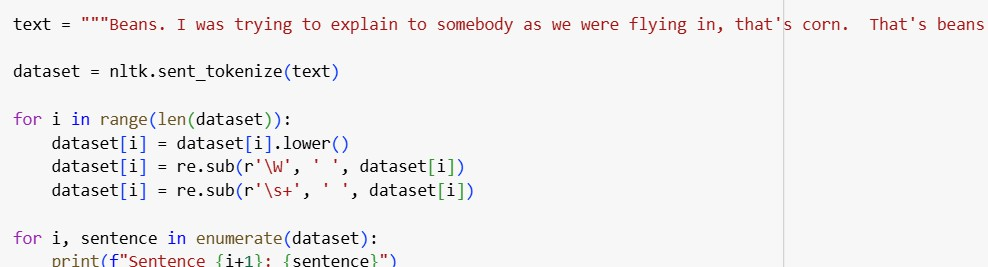 text = """Beans. I was trying to explain to somebody as we were flying in, that's corn.  That's beans
dataset = nltk.sent_tokenize(text)
for i in range(len(dataset)):
    dataset[i] = dataset[i].lower()
    dataset[i] = re.sub(r'\W', ' ', dataset[i])
    dataset[i] = re.sub(r'\s+', ' ', dataset[i])
for i, sentence in enumerate(dataset):
    print(f"Sentence {i+1}: {sentence}")